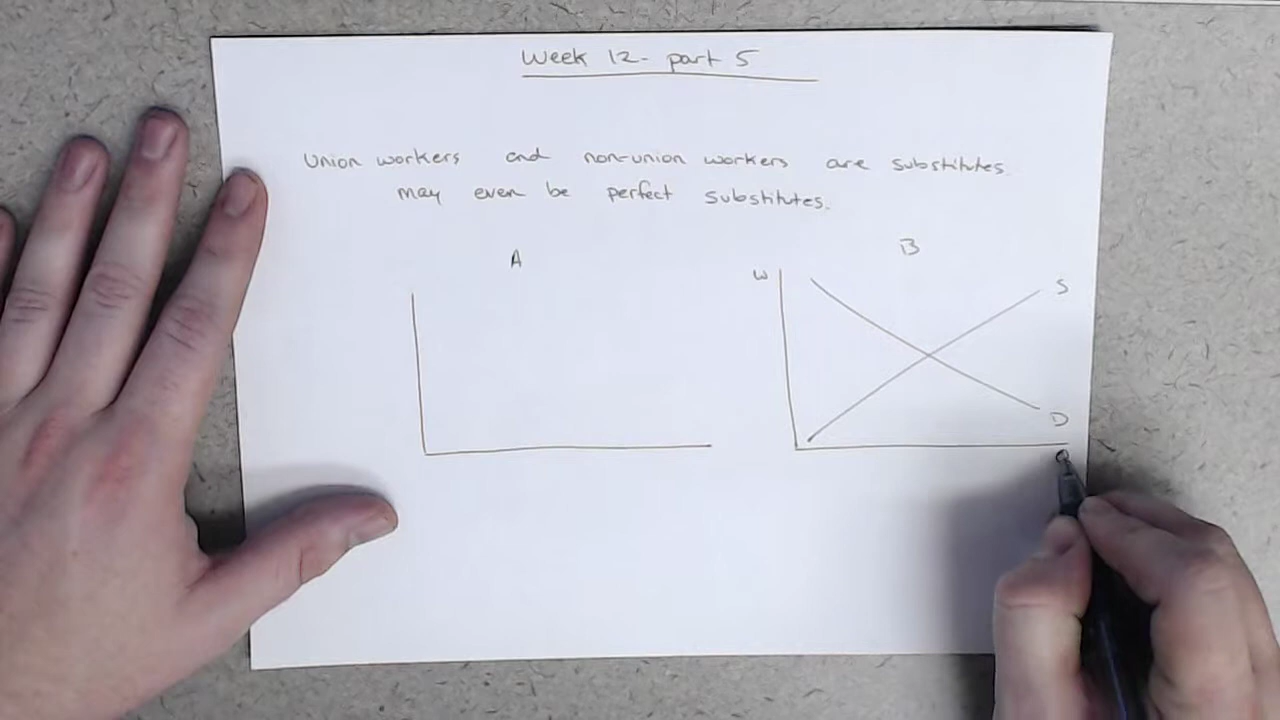 Week 12- part 5
Union workers and non-union workers are substitutes.
may even be perfect substitutes.
A
B
W
S
D